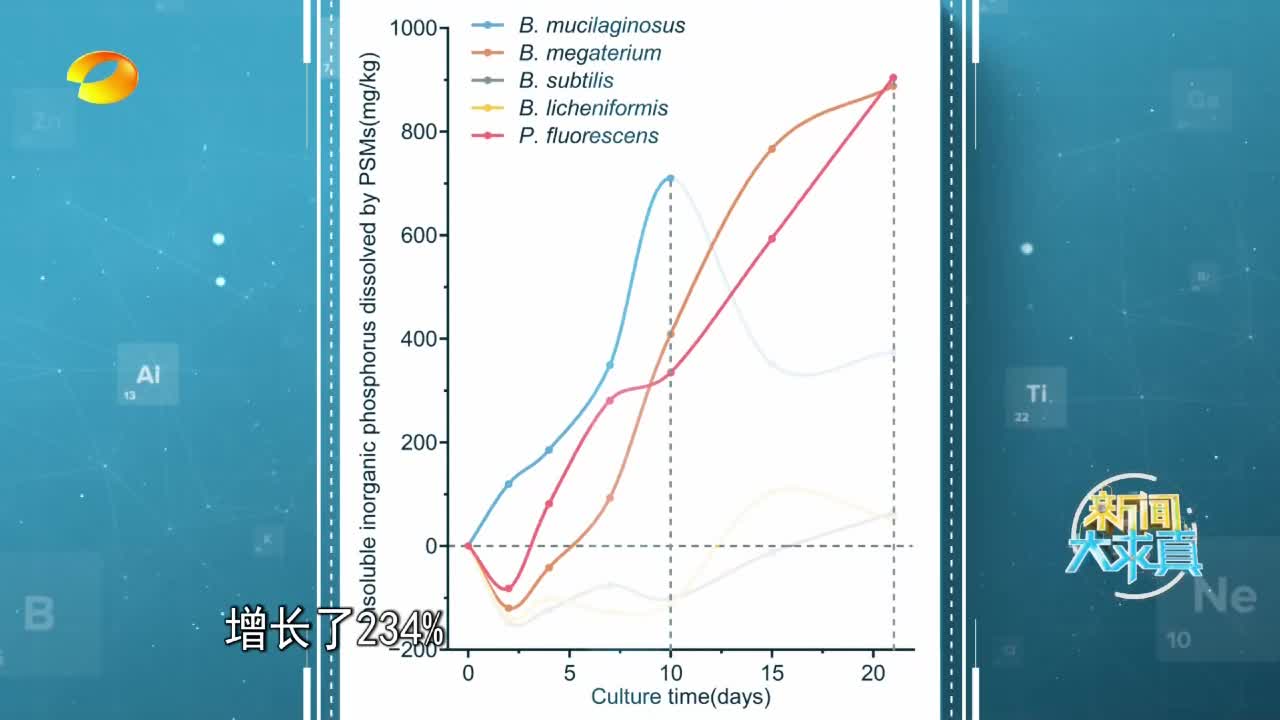 1000
B. mucilaginosus
B. megaterium
B. subtilis
B. licheniformis
P. fluorescens
800
600
400
200
0
-200
nsoluble inorganic phosphorus dissolved by PSMs(mg/kg)
0 5 10 15 20
Culture time(days)
增长了234%
新闻
大求真
Zn
Al
13
B
K
Ti
22
Ne
10